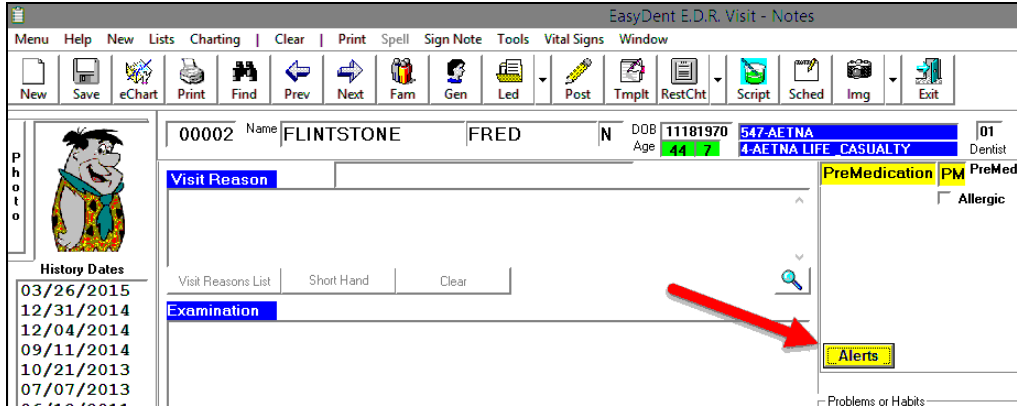 EasyDent E.D.R. Visit - Notes
Menu Help New Lists Charting | Clear | Print Spell Sign Note Tools Vital Signs Window
New Save eChart Print Find Prev Next Fam Gen Led Post Tmplt RestCht Script Sched Img Exit
Photo
00002 Name FLINTSTONE FRED N DOB 11181970 547-AETNA 01
Age 44 7 4-AETNA LIFE_CASUALTY Dentist
Visit Reason
PreMedication PM PreMed
Allergic
Visit Reasons List Short Hand Clear
History Dates
03/26/2015
12/31/2014
12/04/2014
09/11/2014
10/21/2013
07/07/2013
Examination
Alerts
Problems or Habits